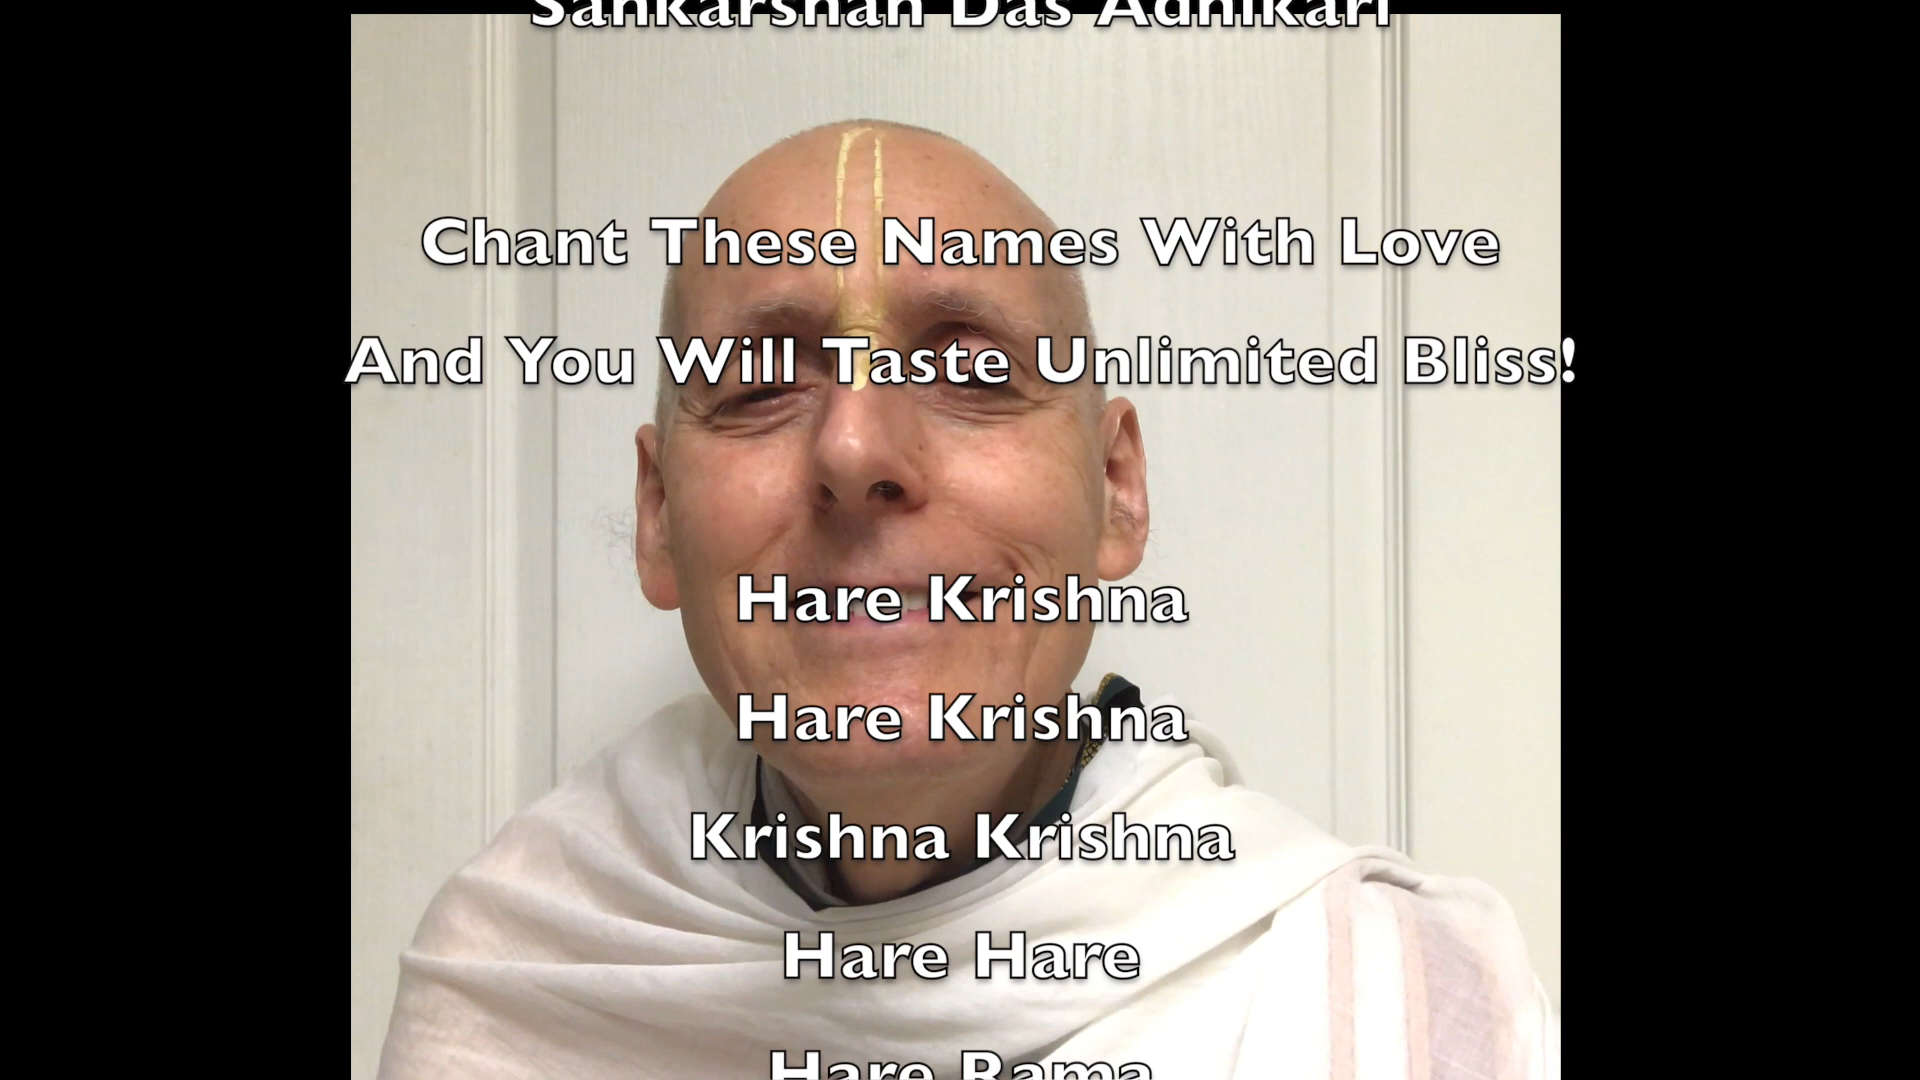 Sankarshan Das Adhikari
Chant These Names With Love
And You Will Taste Unlimited Bliss!
Hare Krishna
Hare Krishna
Krishna Krishna
Hare Hare
Hare Rama